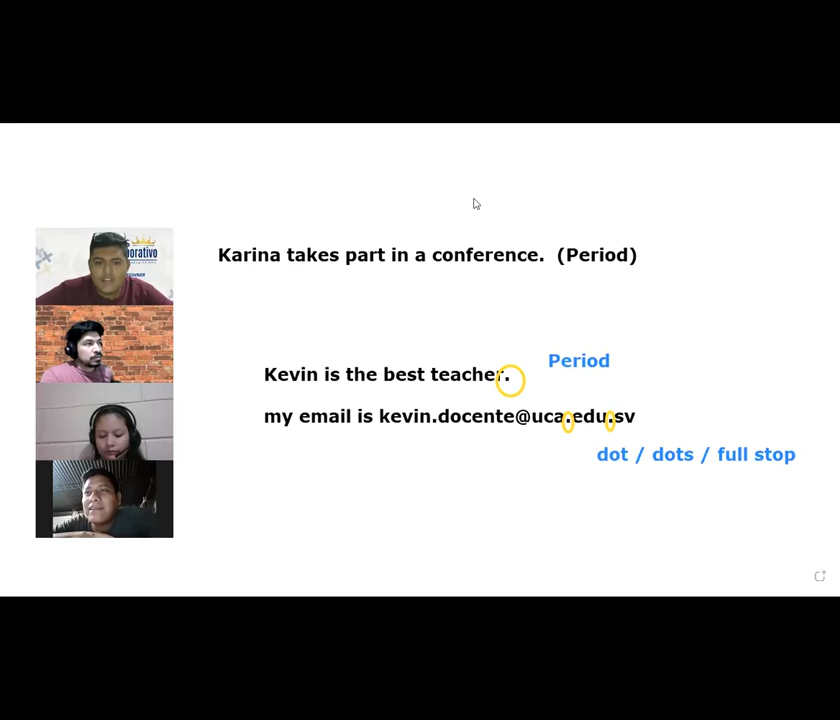 orativo
Karina takes part in a conference. (Period)
Period
Kevin is the best teacher.
my email is kevin.docente@uca.edu.sv
dot / dots / full stop